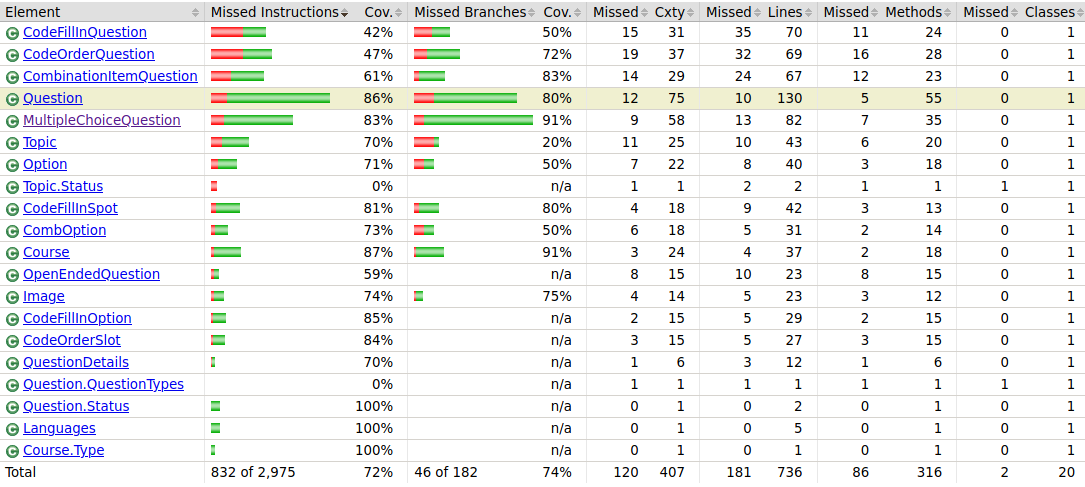 Element Missed Instructions Cov. Missed Branches Cov. Missed Cxty Missed Lines Missed Methods Missed Classes
C CodeFillInQuestion 42% 50% 15 31 35 70 11 24 0 1
C CodeOrderQuestion 47% 72% 19 37 32 69 16 28 0 1
C CombinationItemQuestion 61% 83% 14 29 24 67 12 23 0 1
C Question 86% 80% 12 75 10 130 5 55 0 1
C MultipleChoiceQuestion 83% 91% 9 58 13 82 7 35 0 1
C Topic 70% 20% 11 25 10 43 6 20 0 1
C Option 71% 50% 7 22 8 40 3 18 0 1
C Topic.Status 0% n/a 1 1 2 2 1 1 1 1
C CodeFillInSpot 81% 80% 4 18 9 42 3 13 0 1
C CombOption 73% 50% 6 18 5 31 2 14 0 1
C Course 87% 91% 3 24 4 37 2 18 0 1
C OpenEndedQuestion 59% n/a 8 15 10 23 8 15 0 1
C Image 74% 75% 4 14 5 23 3 12 0 1
C CodeFillInOption 85% n/a 2 15 5 29 2 15 0 1
C CodeOrderSlot 84% n/a 3 15 5 27 3 15 0 1
C QuestionDetails 70% n/a 1 6 3 12 1 6 0 1
C Question.QuestionTypes 0% n/a 1 1 1 1 1 1 1 1
C Question.Status 100% n/a 0 1 0 2 0 1 0 1
C Languages 100% n/a 0 1 0 5 0 1 0 1
C Course.Type 100% n/a 0 1 0 2 0 1 0 1
Total 832 of 2,975 72% 46 of 182 74% 120 407 181 736 86 316 2 20